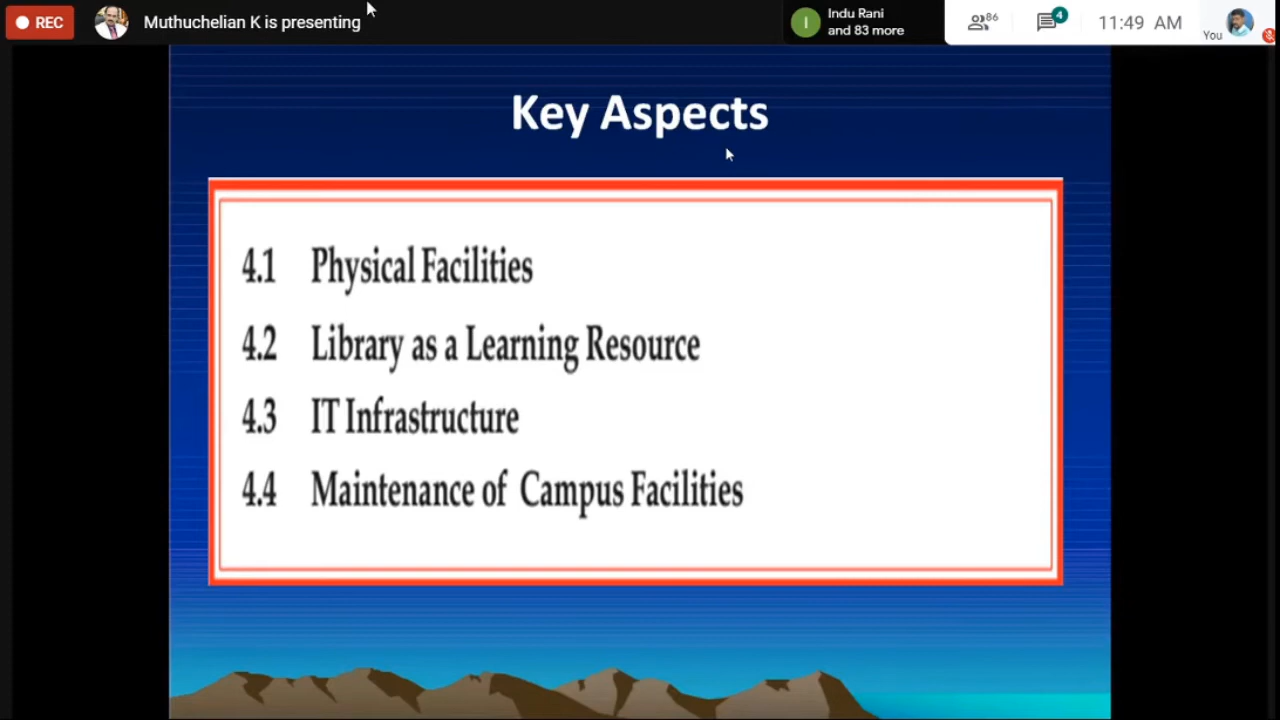 REC
Muthuchelian K is presenting
I
Indu Rani
and 83 more
86
4
11:49 AM
You
Key Aspects
4.1 Physical Facilities
4.2 Library as a Learning Resource
4.3 IT Infrastructure
4.4 Maintenance of Campus Facilities